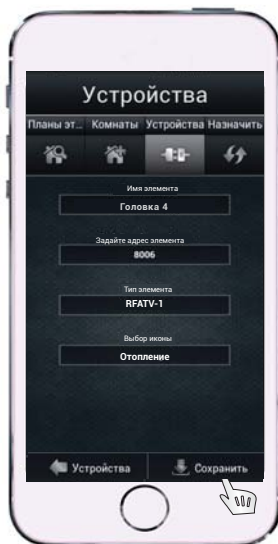 Устройства
Планы эт... Комнаты Устройства Назначить
Имя элемента
Головка 4
Задайте адрес элемента
8006
Тип элемента
RFATV-1
Выбор иконы
Отопление
Устройства Сохранить